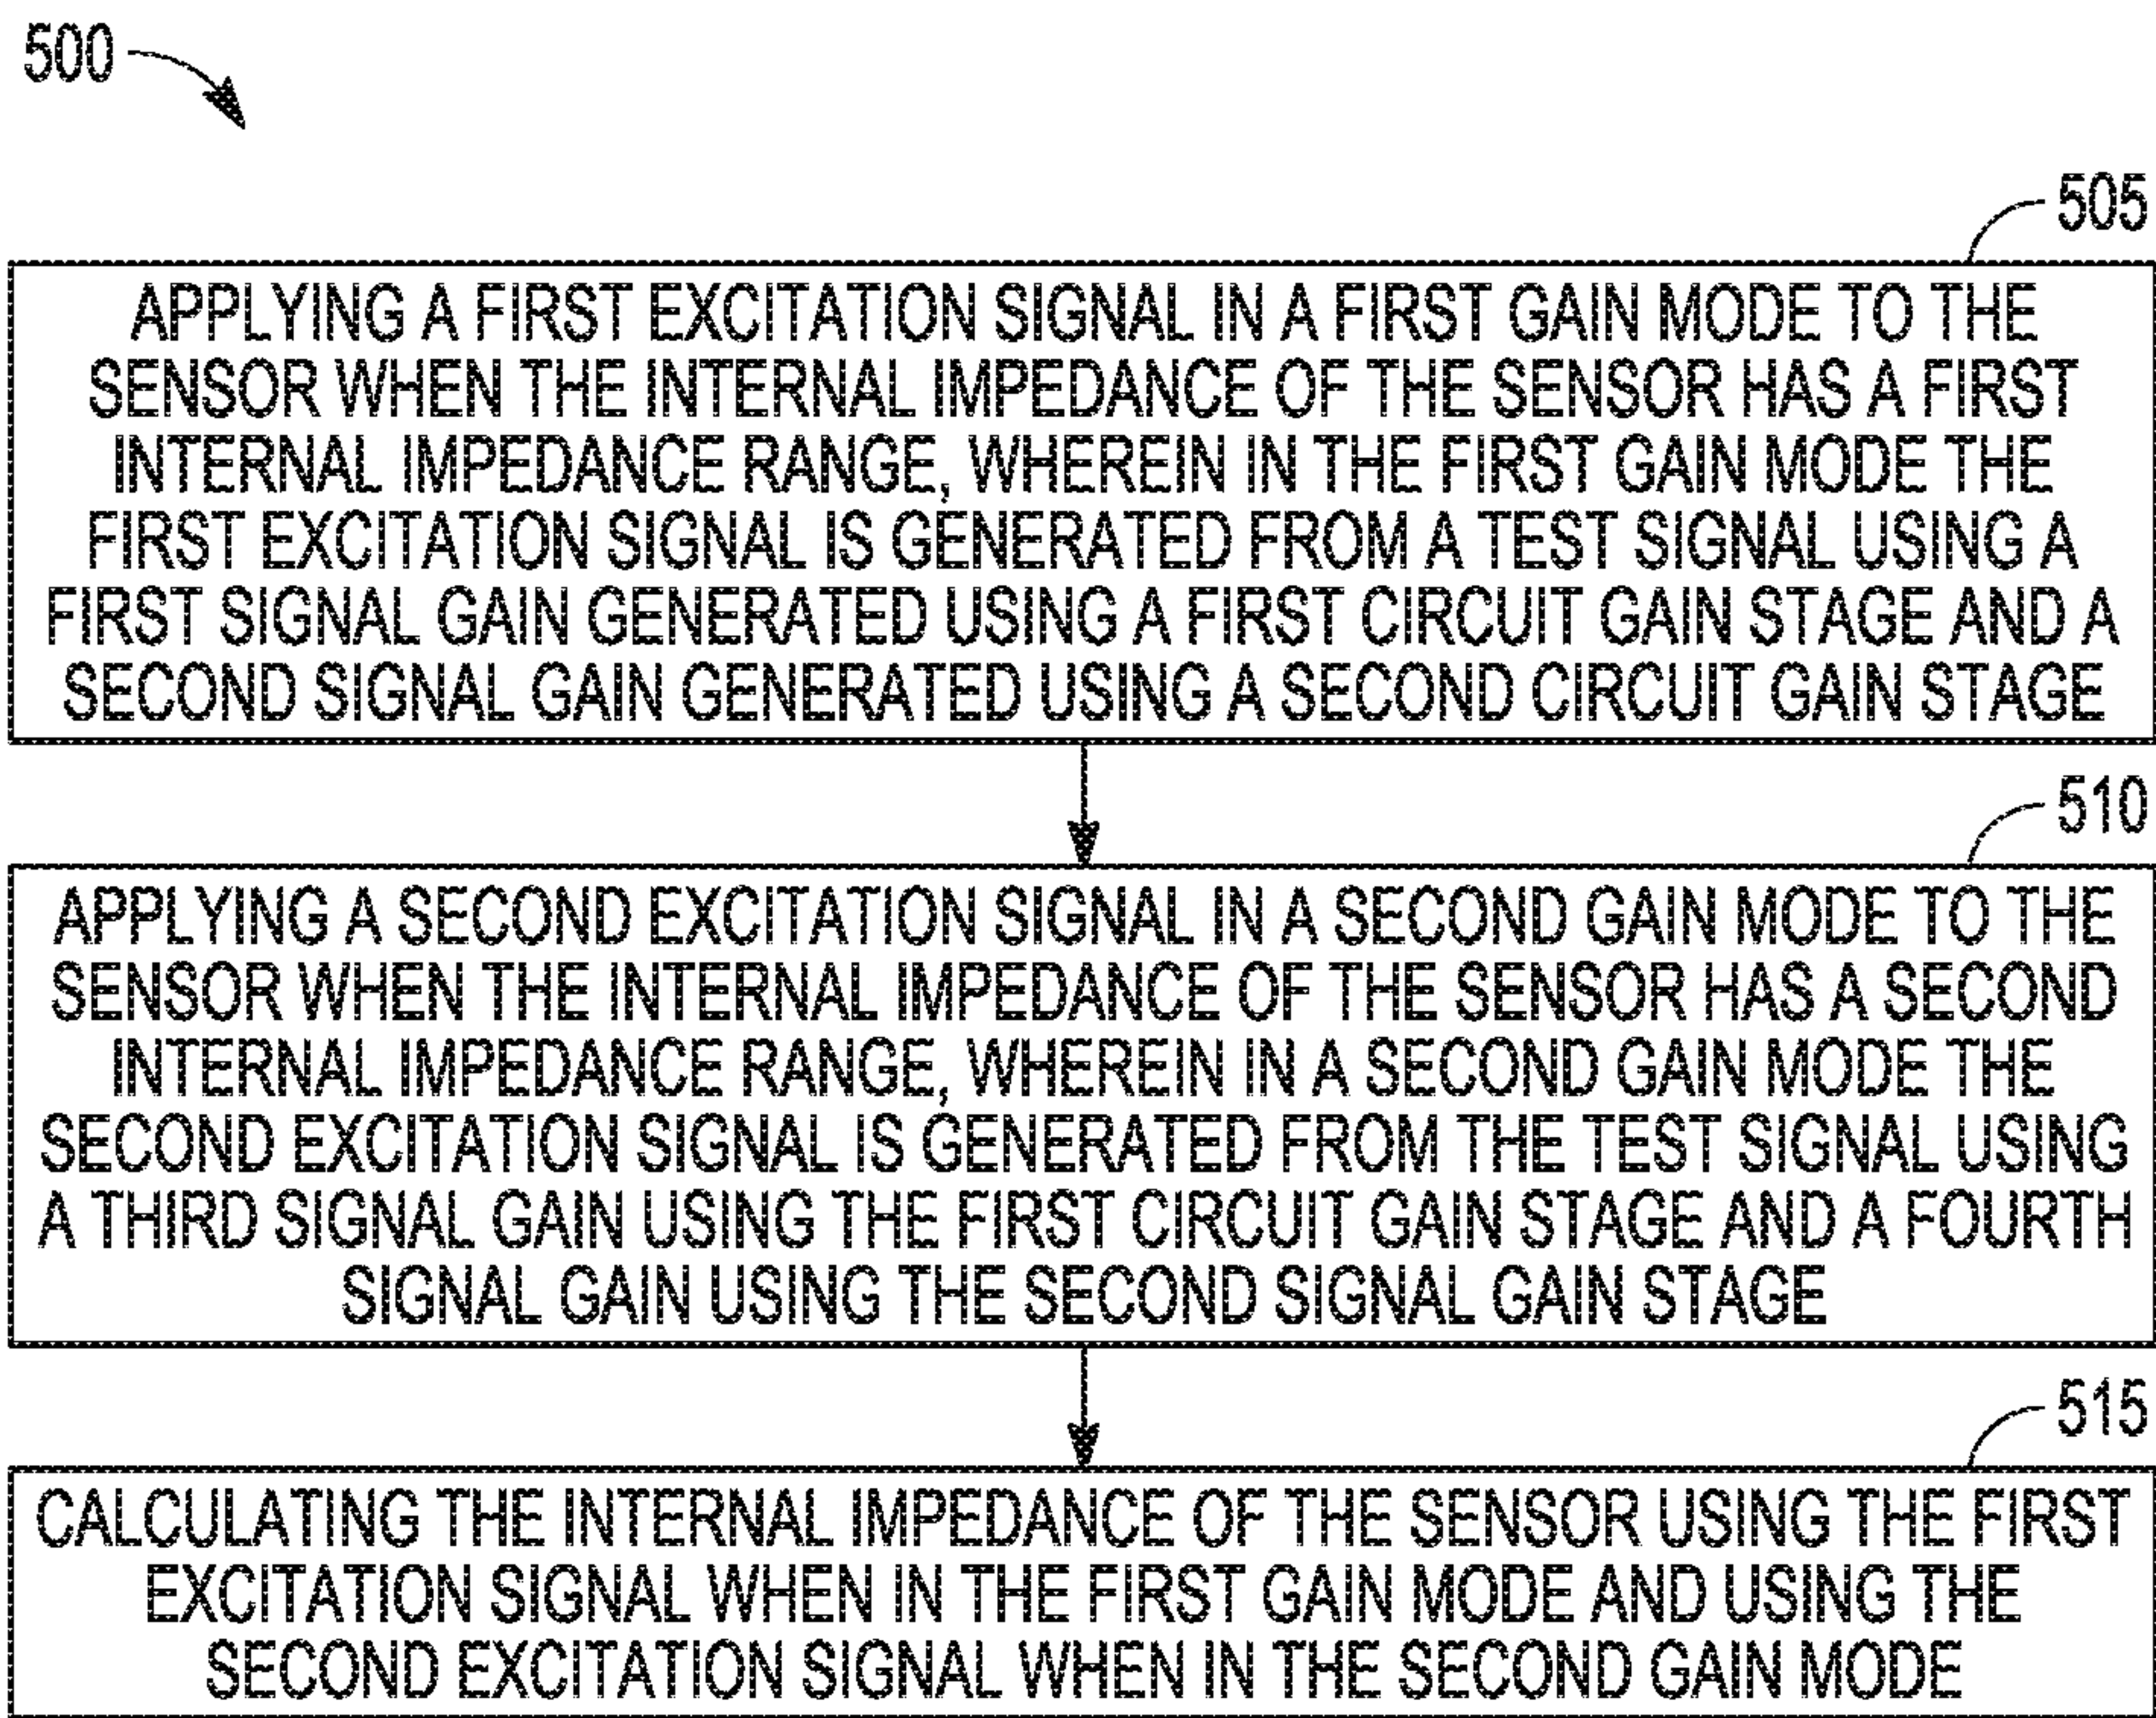 500
505
APPLYING A FIRST EXCITATION SIGNAL IN A FIRST GAIN MODE TO THE
SENSOR WHEN THE INTERNAL IMPEDANCE OF THE SENSOR HAS A FIRST
INTERNAL IMPEDANCE RANGE, WHEREIN IN THE FIRST GAIN MODE THE
FIRST EXCITATION SIGNAL IS GENERATED FROM A TEST SIGNAL USING A
FIRST SIGNAL GAIN GENERATED USING A FIRST CIRCUIT GAIN STAGE AND A
SECOND SIGNAL GAIN GENERATED USING A SECOND CIRCUIT GAIN STAGE
510
APPLYING A SECOND EXCITATION SIGNAL IN A SECOND GAIN MODE TO THE
SENSOR WHEN THE INTERNAL IMPEDANCE OF THE SENSOR HAS A SECOND
INTERNAL IMPEDANCE RANGE, WHEREIN IN A SECOND GAIN MODE THE
SECOND EXCITATION SIGNAL IS GENERATED FROM THE TEST SIGNAL USING
A THIRD SIGNAL GAIN USING THE FIRST CIRCUIT GAIN STAGE AND A FOURTH
SIGNAL GAIN USING THE SECOND SIGNAL GAIN STAGE
515
CALCULATING THE INTERNAL IMPEDANCE OF THE SENSOR USING THE FIRST
EXCITATION SIGNAL WHEN IN THE FIRST GAIN MODE AND USING THE
SECOND EXCITATION SIGNAL WHEN IN THE SECOND GAIN MODE